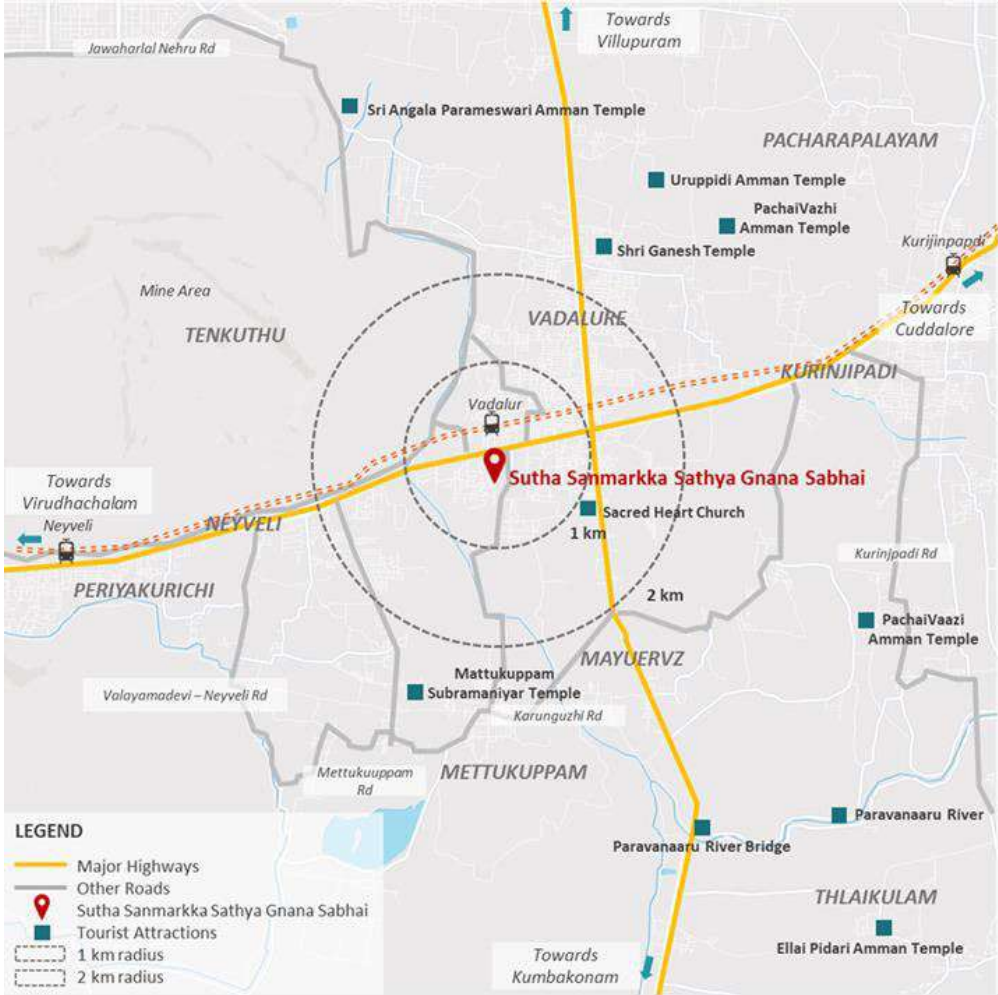 Towards
Villupuram
Jawaharlal Nehru Rd
Sri Angala Parameswari Amman Temple
PACHARAPALAYAM
Uruppidi Amman Temple
PachaiVazhi
Amman Temple
Shri Ganesh Temple
Kurijinpapdi
Mine Area
TENKUTHU
VADALURE
Towards
Cuddalore
KURINJIPADI
Vadalur
Sutha Sanmarkka Sathya Gnana Sabhai
Towards
Virudhachalam
Neyveli
NEYVELI
Sacred Heart Church
1 km
Kurinjpadi Rd
PERIYAKURICHI
2 km
PachaiVaazi
Amman Temple
MAYUERVZ
Mattukuppam
Subramaniyar Temple
Valayamadevi – Neyveli Rd
Karunguzhi Rd
Mettukuuppam
Rd
METTUKUPPAM
Paravanaaru River
Paravanaaru River Bridge
THLAIKULAM
Ellai Pidari Amman Temple
Towards
Kumbakonam
LEGEND
Major Highways
Other Roads
Sutha Sanmarkka Sathya Gnana Sabhai
Tourist Attractions
1 km radius
2 km radius